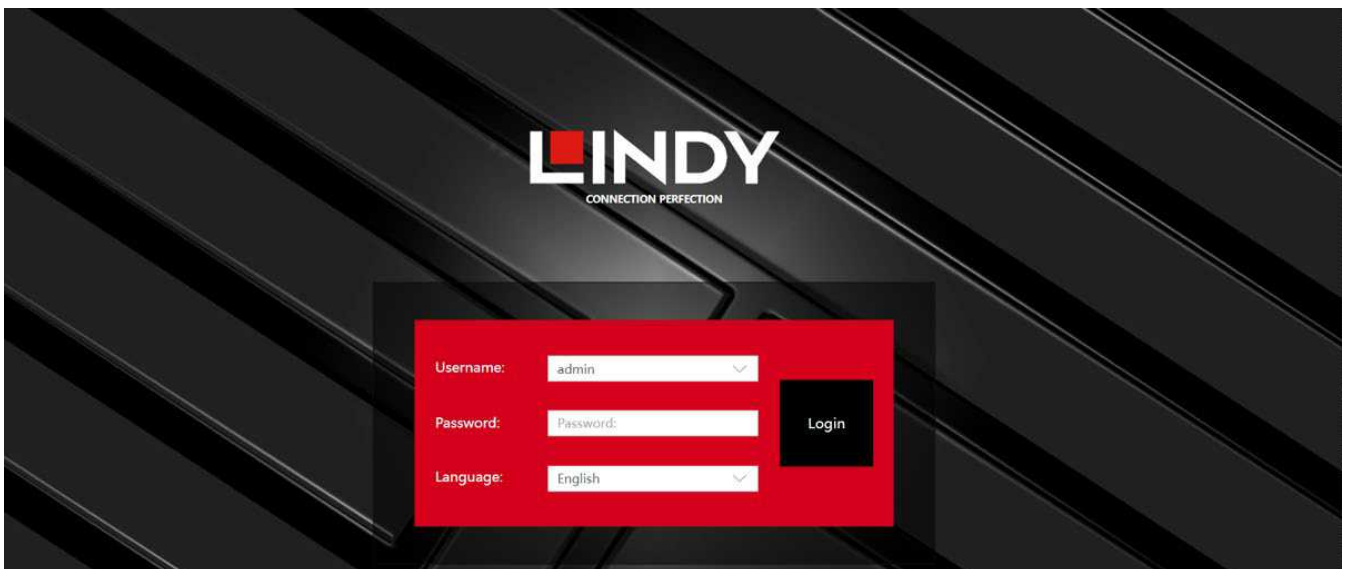 LINDY
CONNECTION PERFECTION
Username: admin
Password: Password:
Login
Language: English